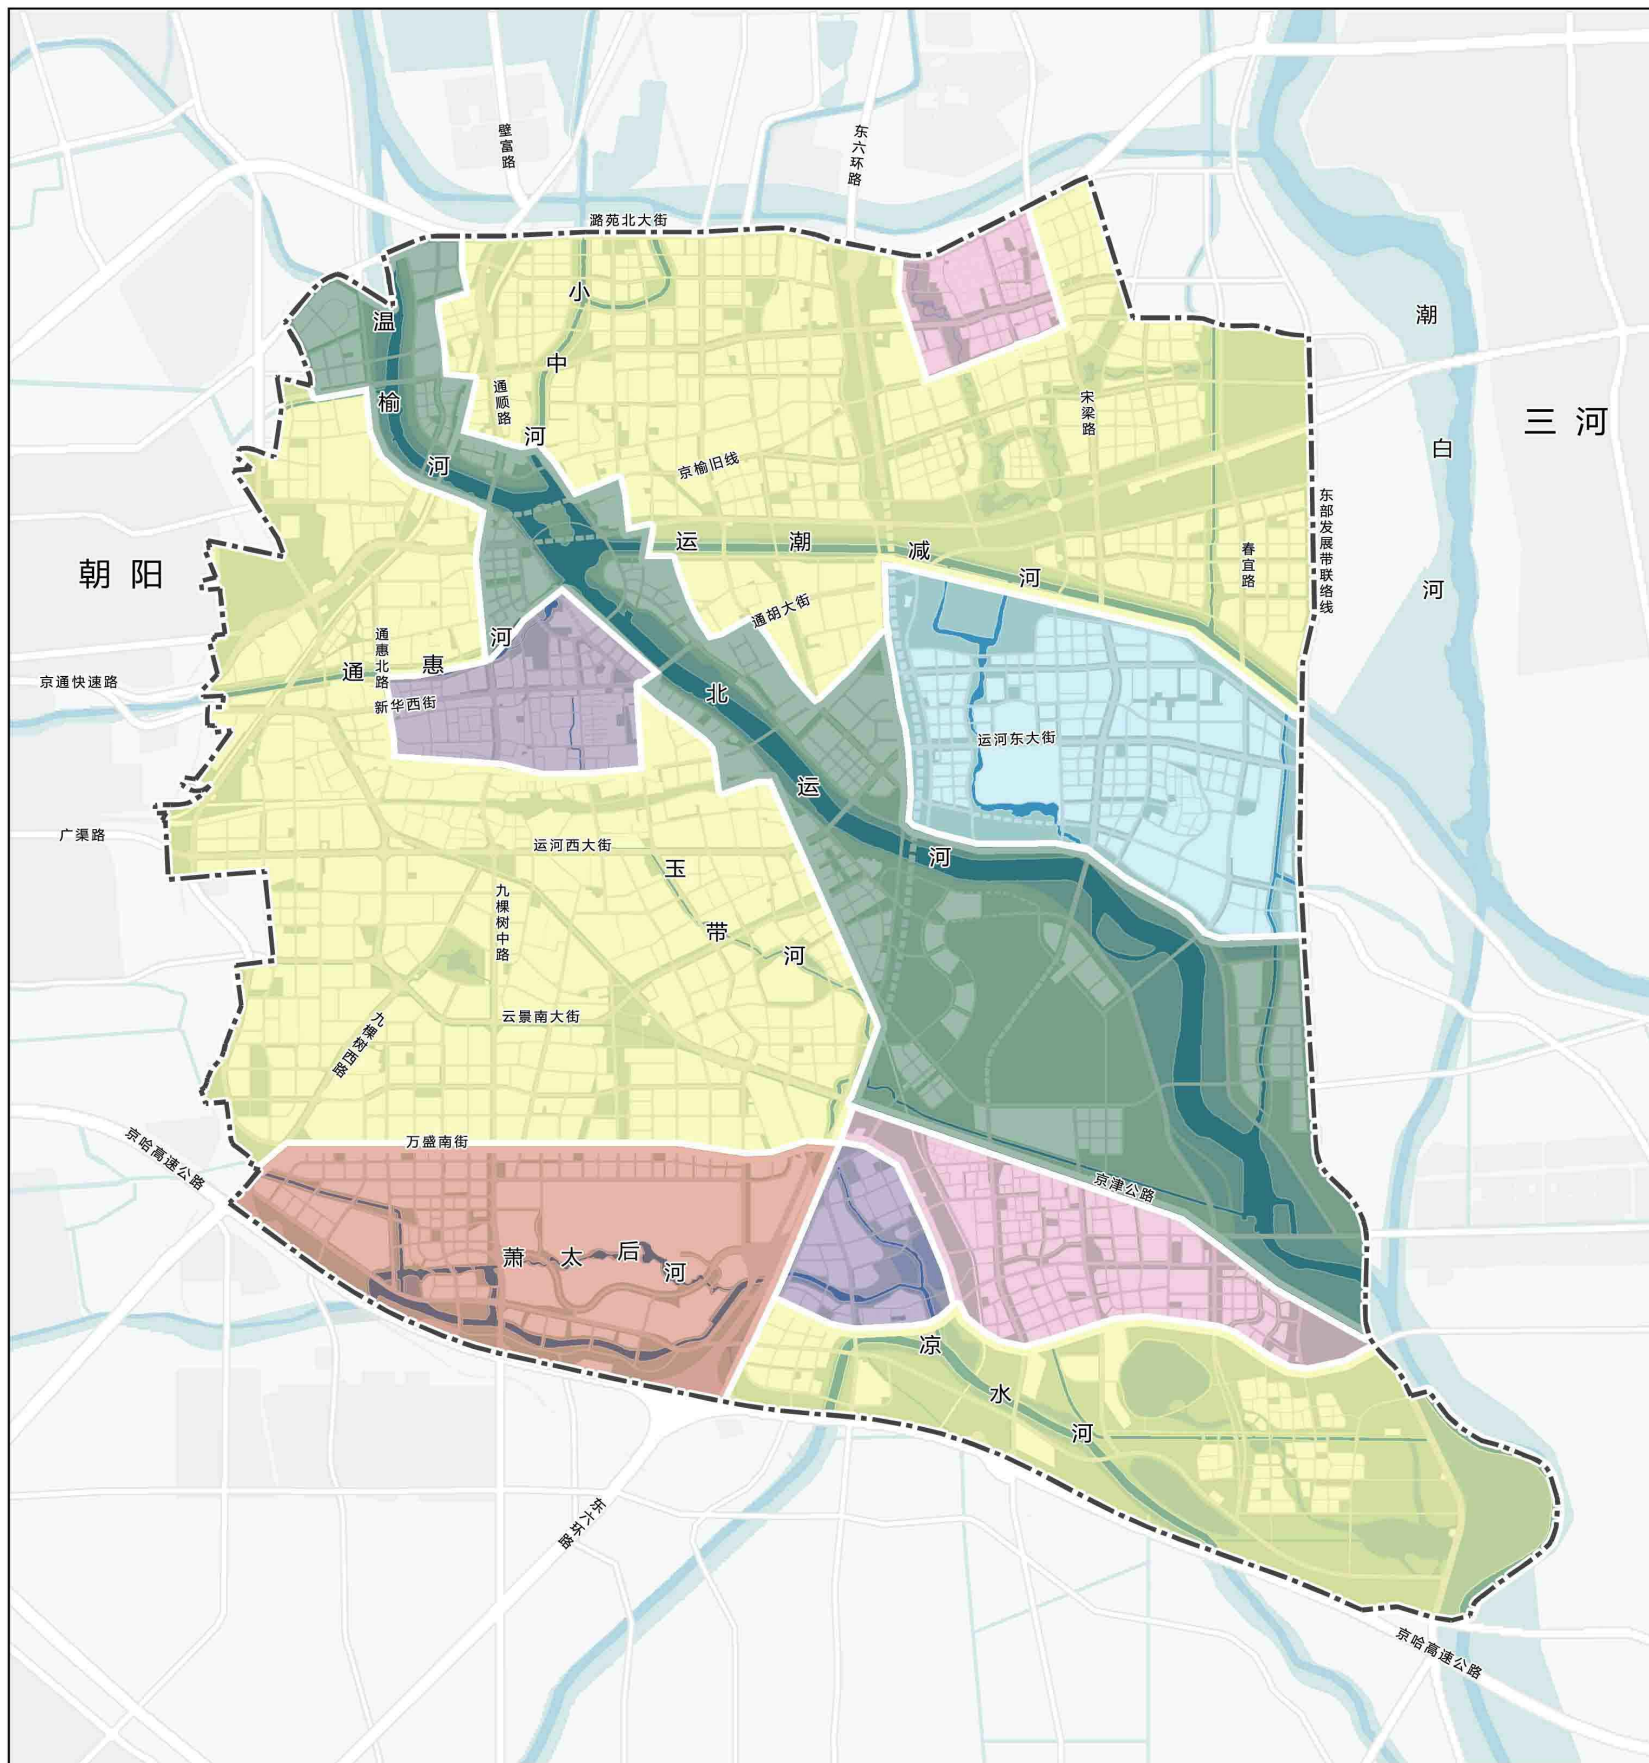 壁富路
东六环路
潞苑北大街
小中河
温榆河
通顺路
宋梁路
潮白河
三河
京榆旧线
运潮减河
东部发展带联络线
春宜路
朝阳
通胡大街
通惠北路
通惠河
京通快速路
新华西街
北运河
运河东大街
广渠路
运河西大街
玉带河
九棵树中路
云景南大街
九棵树西路
万盛南街
京哈高速公路
京津公路
萧太后河
凉水河
东六环路
京哈高速公路